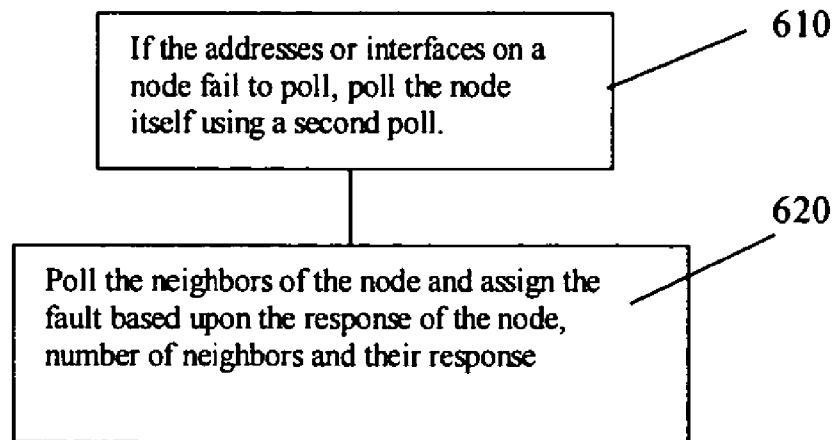 If the addresses or interfaces on a
node fail to poll, poll the node
itself using a second poll.
610
Poll the neighbors of the node and assign the
fault based upon the response of the node,
number of neighbors and their response
620